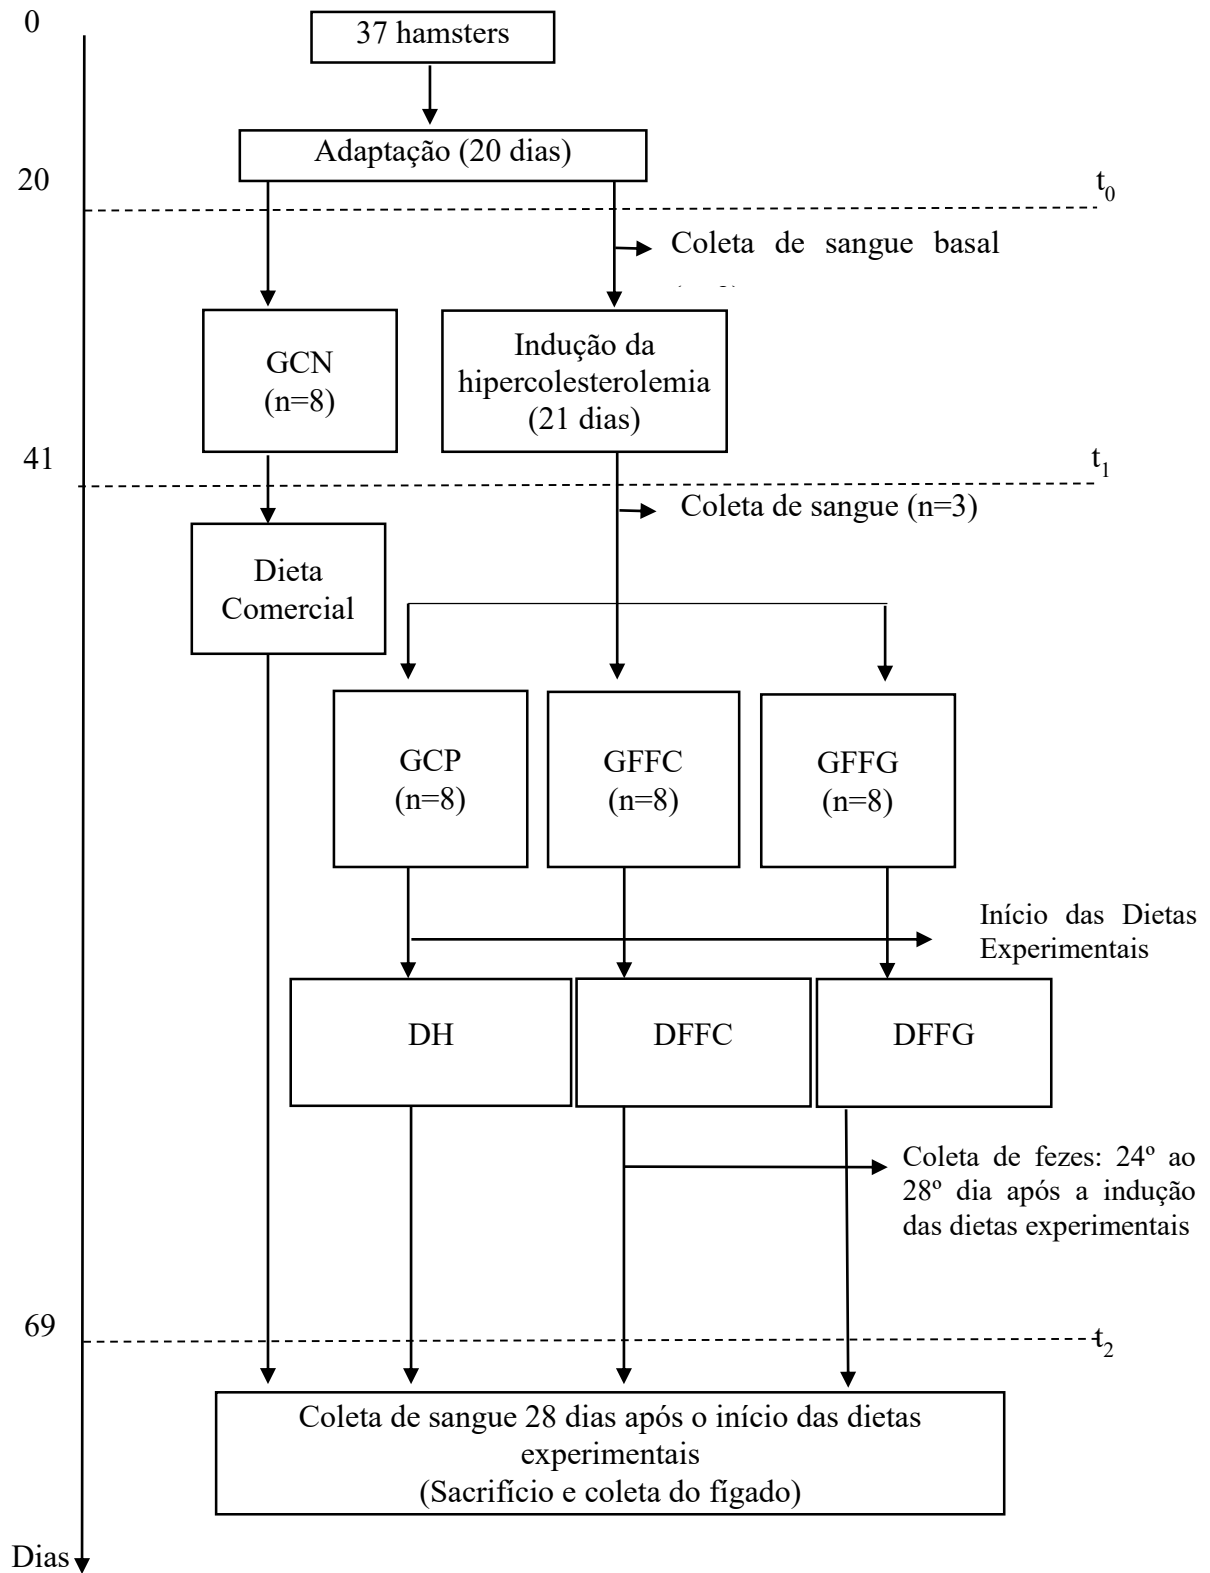 0
37 hamsters
Adaptação (20 dias)
20
t0
Coleta de sangue basal
GCN
(n=8)
Indução da
hipercolesterolemia
(21 dias)
41
t1
Coleta de sangue (n=3)
Dieta
Comercial
GCP
(n=8)
GFFC
(n=8)
GFFG
(n=8)
Início das Dietas
Experimentais
DH
DFFC
DFFG
Coleta de fezes: 24º ao
28º dia após a indução
das dietas experimentais
69
t2
Coleta de sangue 28 dias após o início das dietas
experimentais
(Sacrifício e coleta do fígado)
Dias